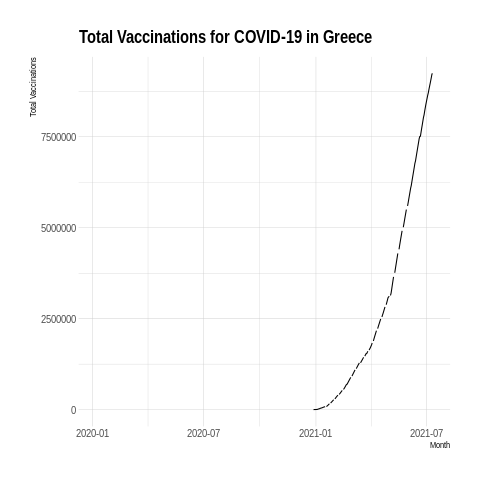 Total Vaccinations for COVID-19 in Greece
Total Vaccinations
7500000
5000000
2500000
0
2020-01 2020-07 2021-01 2021-07
Month